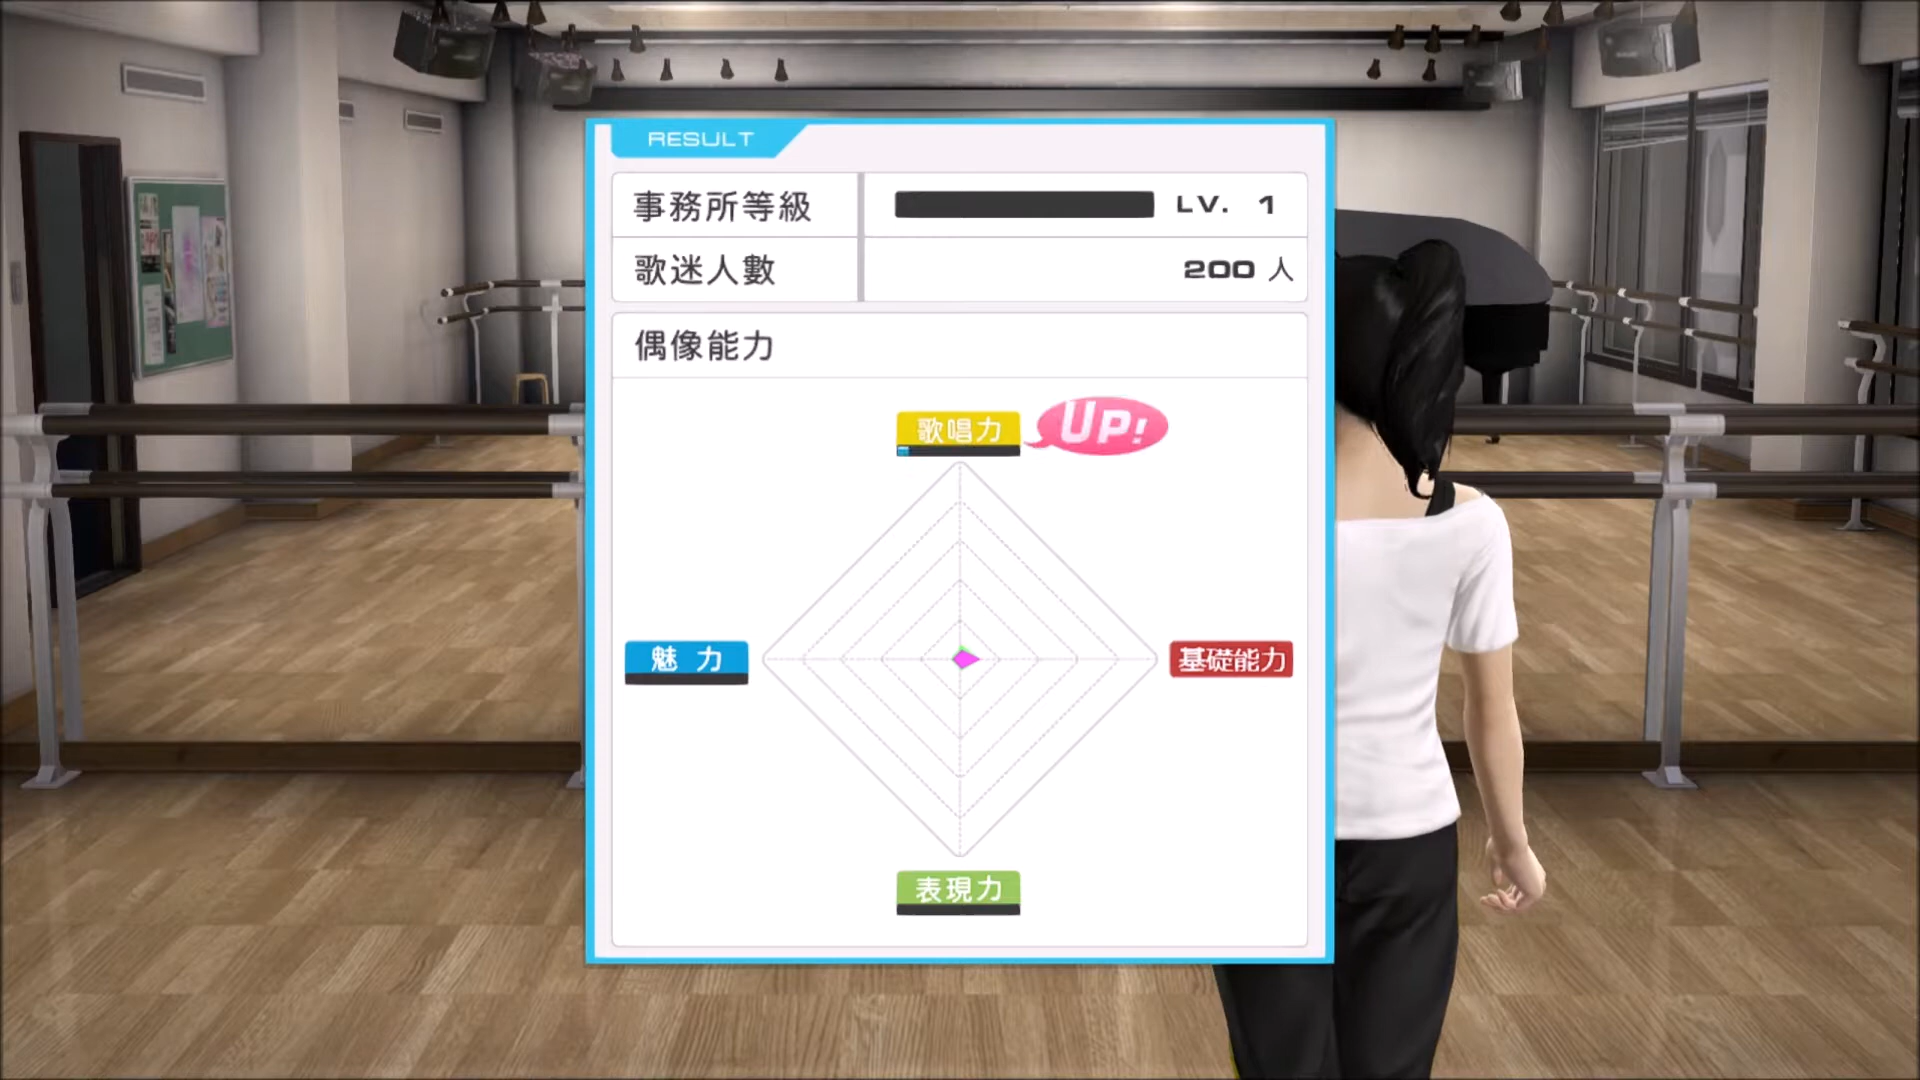 RESULT
事務所等級 LV. 1
歌迷人數 200 人
偶像能力
歌唱力 UP!
魅力 基礎能力
表現力